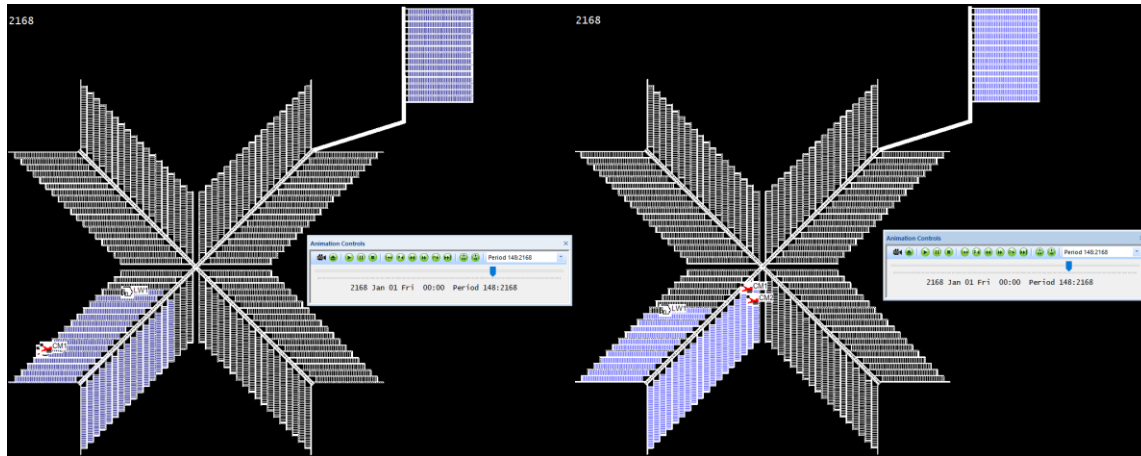 2168
2168
Animation Controls
Period 148:2168
2168 Jan 01 Fri 00:00 Period 148:2168
LW1
CM1
Animation Controls
Period 148:2168
2168 Jan 01 Fri 00:00 Period 148:2168
CM1
CM2
LW1